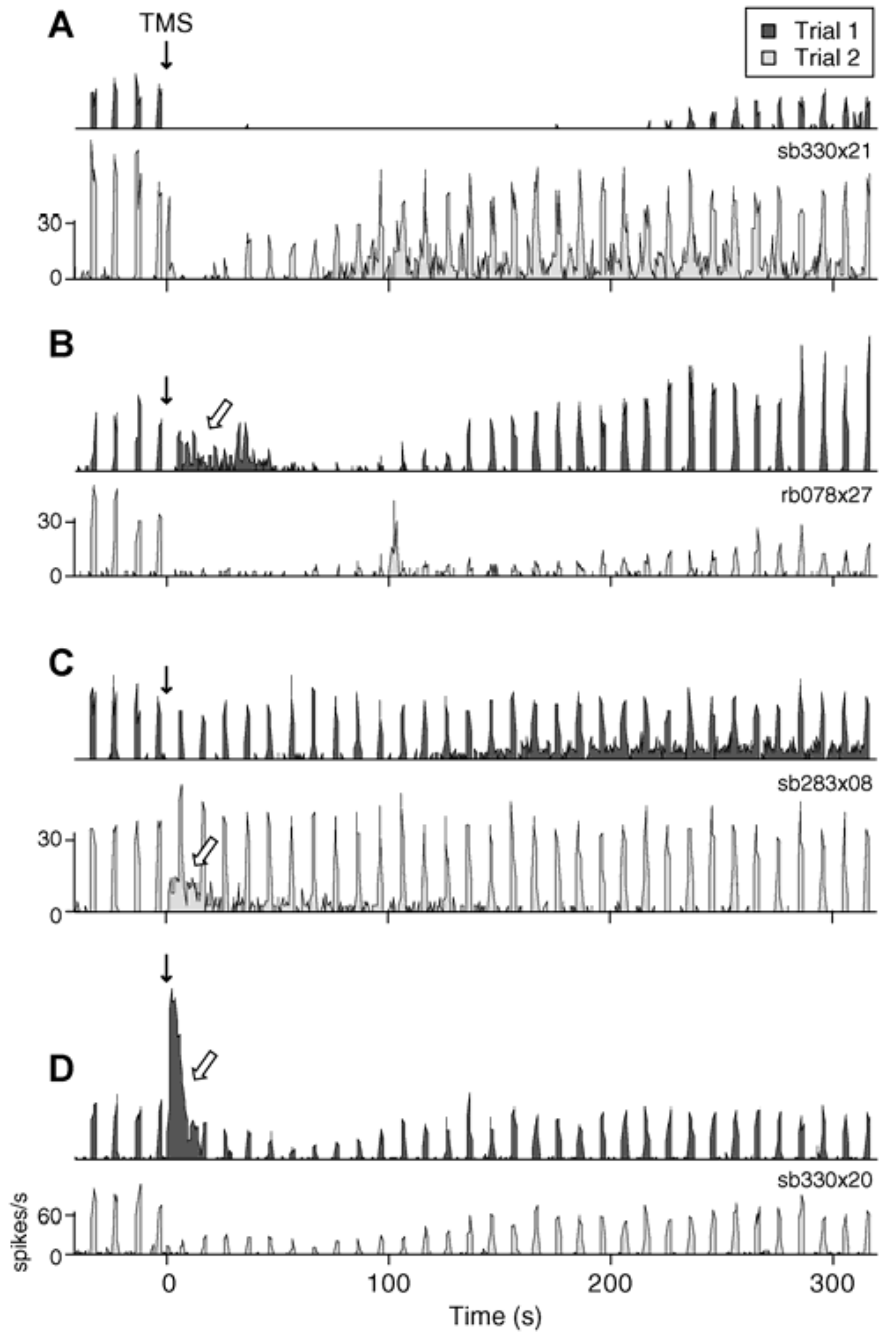 A
TMS
Trial 1
Trial 2
sb330x21
30
0
B
rb078x27
30
0
C
sb283x08
30
0
D
sb330x20
60
0
spikes/s
0 100 200 300
Time (s)